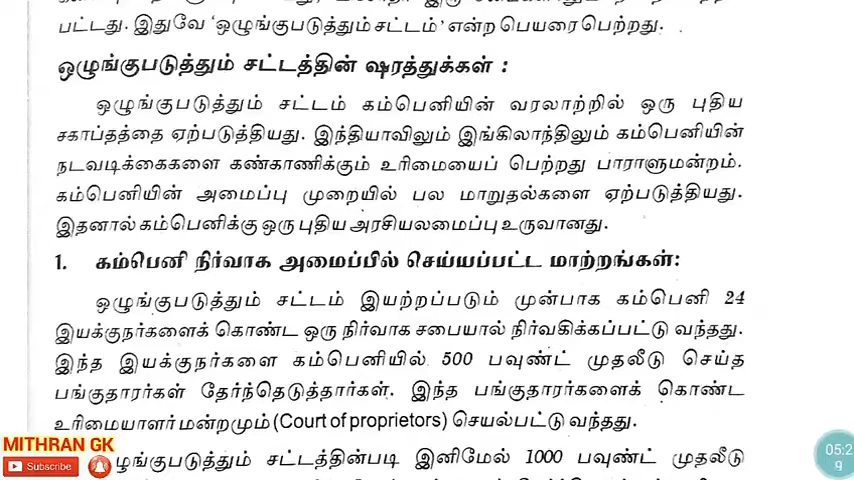 பட்டது. இதுவே ‘ஒழுங்குபடுத்தும் சட்டம்’ என்ற பெயரை பெற்றது.
ஒழுங்குபடுத்தும் சட்டத்தின் ஷரத்துக்கள் :
ஒழுங்குபடுத்தும் சட்டம் கம்பெனியின் வரலாற்றில் ஒரு புதிய
சகாப்தத்தை ஏற்படுத்தியது. இந்தியாவிலும் இங்கிலாந்திலும் கம்பெனியின்
நடவடிக்கைகளை கண்காணிக்கும் உரிமையைப் பெற்றது பாராளுமன்றம்.
கம்பெனியின் அமைப்பு முறையில் பல மாறுதல்களை ஏற்படுத்தியது.
இதனால் கம்பெனிக்கு ஒரு புதிய அரசியலமைப்பு உருவானது.
1. கம்பெனி நிர்வாக அமைப்பில் செய்யப்பட்ட மாற்றங்கள்:
ஒழுங்குபடுத்தும் சட்டம் இயற்றப்படும் முன்பாக கம்பெனி 24
இயக்குநர்களைக் கொண்ட ஒரு நிர்வாக சபையால் நிர்வகிக்கப்பட்டு வந்தது.
இந்த இயக்குநர்களை கம்பெனியில் 500 பவுண்ட் முதலீடு செய்த
பங்குதாரர்கள் தேர்ந்தெடுத்தார்கள். இந்த பங்குதாரர்களைக் கொண்ட
உரிமையாளர் மன்றமும் (Court of proprietors) செயல்பட்டு வந்தது.
சட்டத்தின்படி இனிமேல் 1000 பவுண்ட் முதலீடு
MITHRAN GK
Subscribe
05:2
9